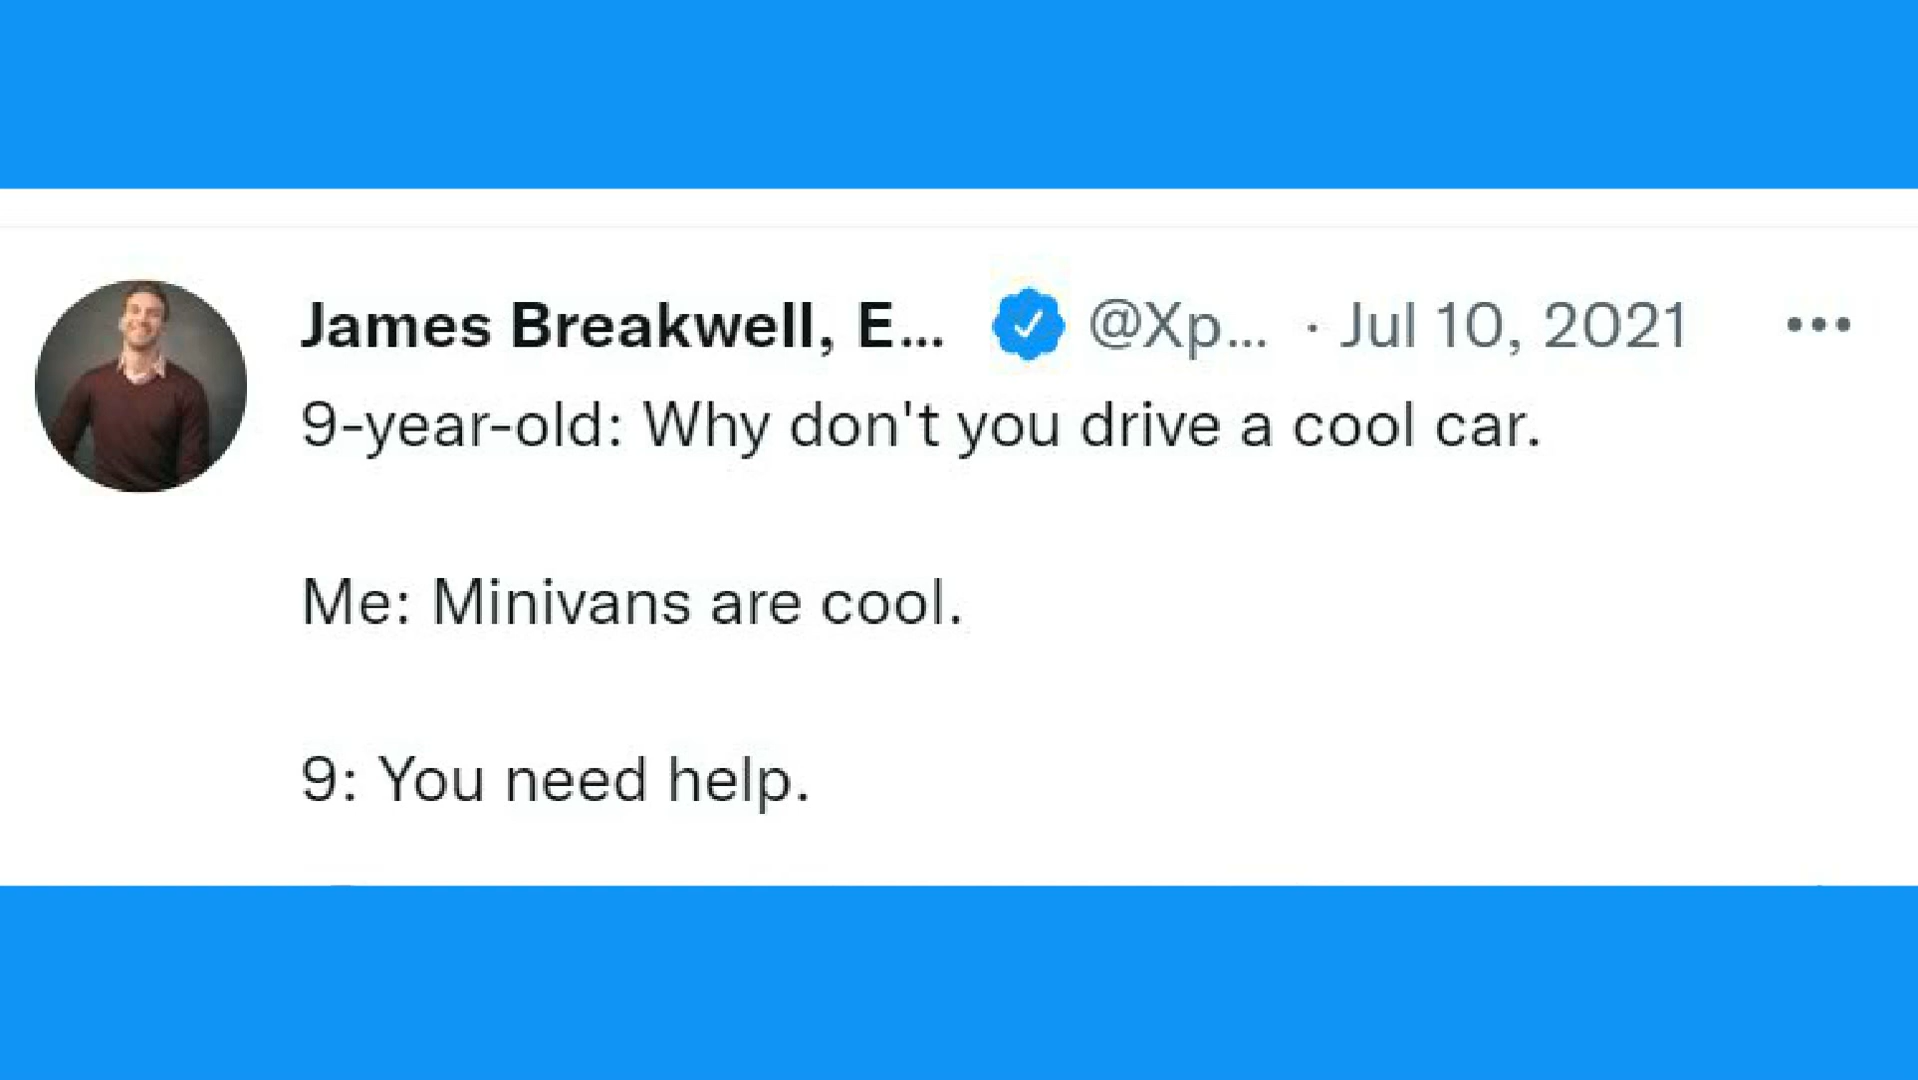 James Breakwell, E... @Xp... · Jul 10, 2021
9-year-old: Why don't you drive a cool car.
Me: Minivans are cool.
9: You need help.